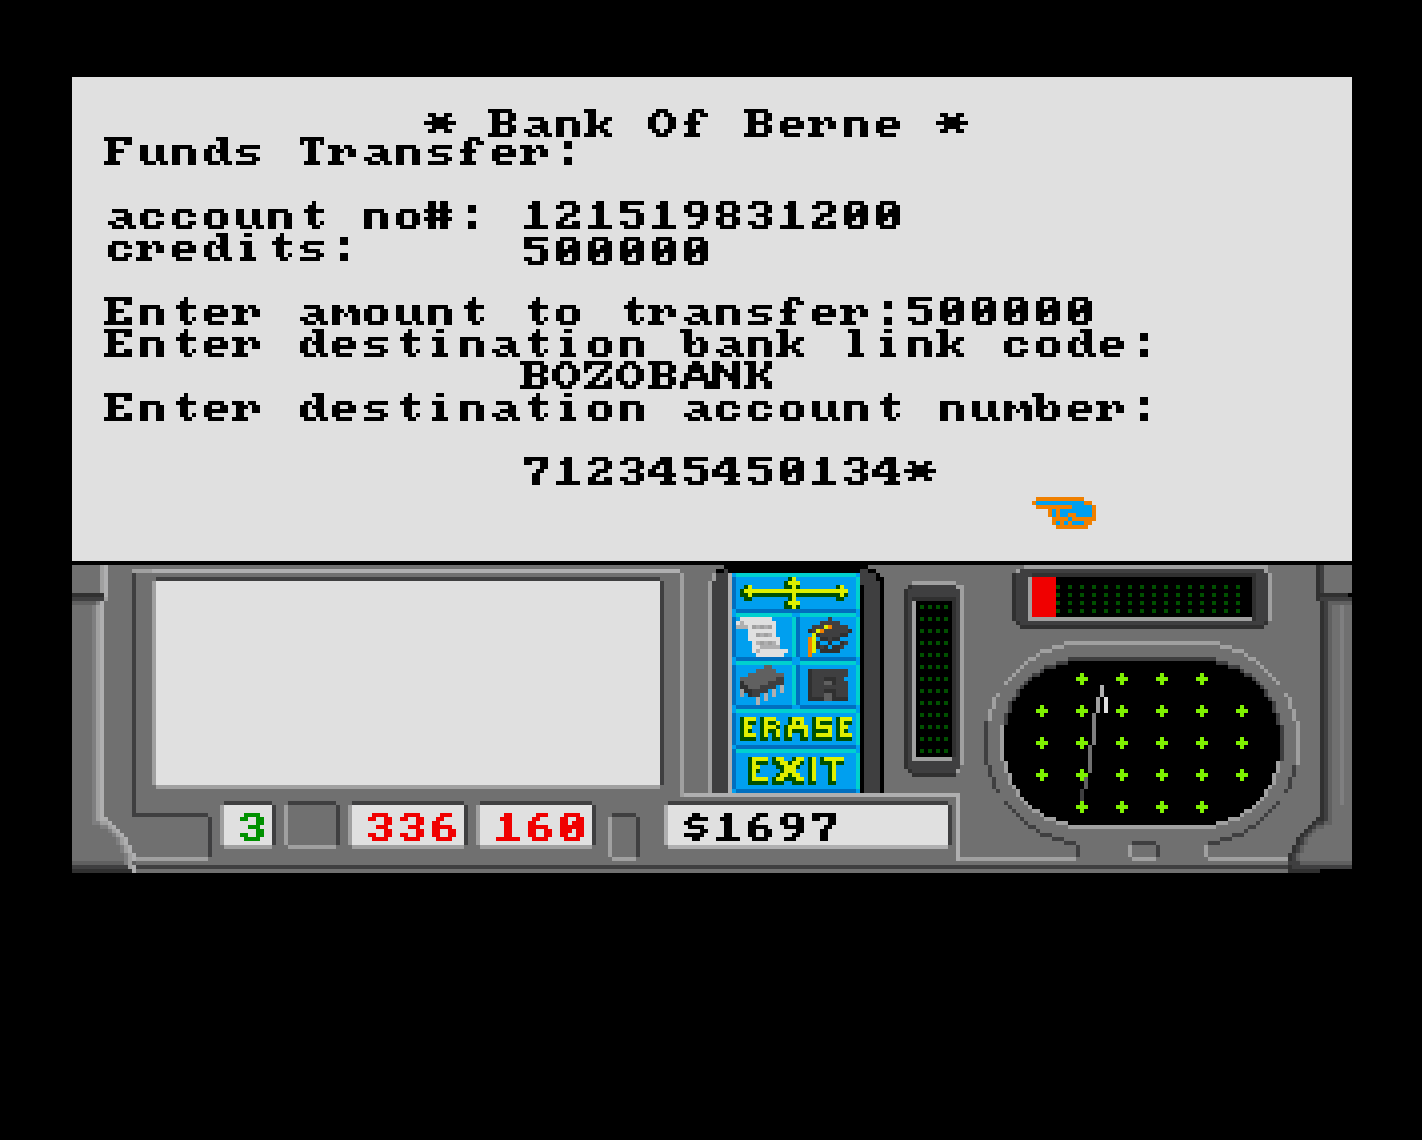 * Bank Of Berne *
Funds Transfer:
account no#: 121519831200
credits: 500000
Enter amount to transfer:500000
Enter destination bank link code:
BOZOBANK
Enter destination account number:
712345450134*
R
ERASE
EXIT
3 336 160 $1697